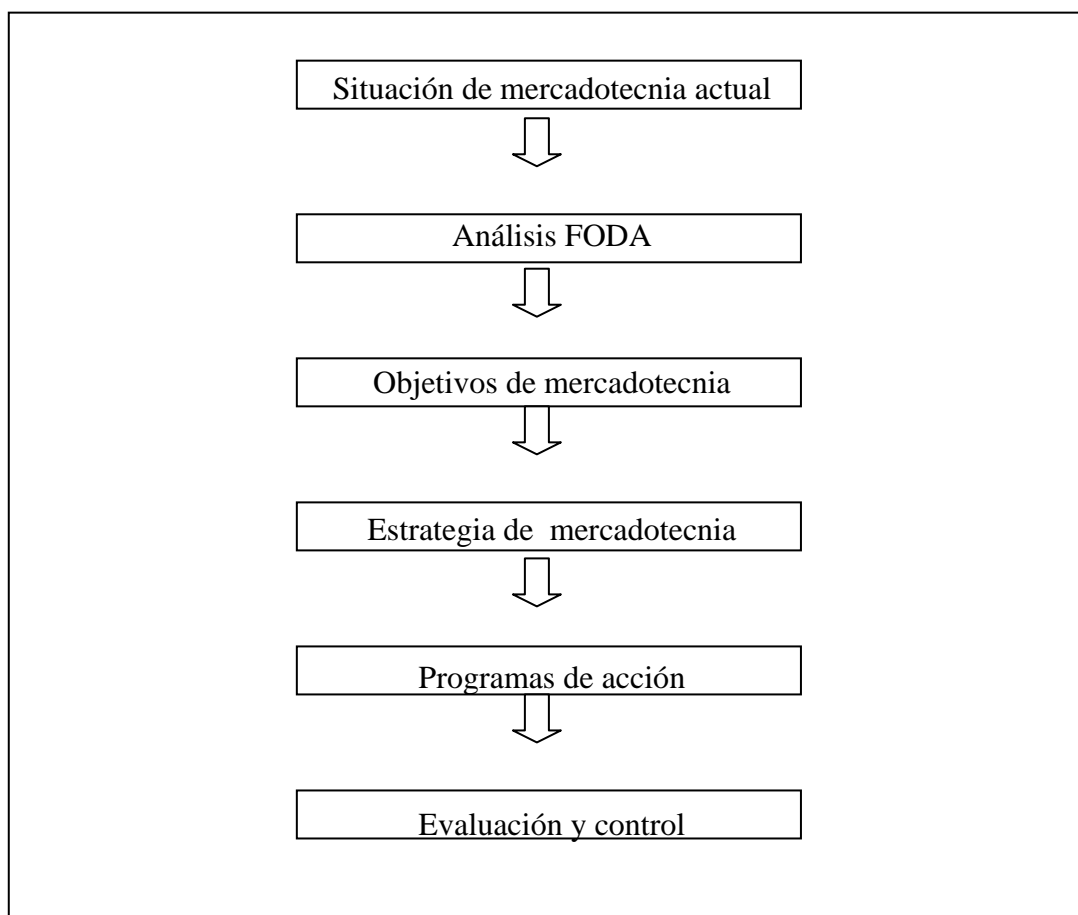 Situación de mercadotecnia actual
Análisis FODA
Objetivos de mercadotecnia
Estrategia de mercadotecnia
Programas de acción
Evaluación y control